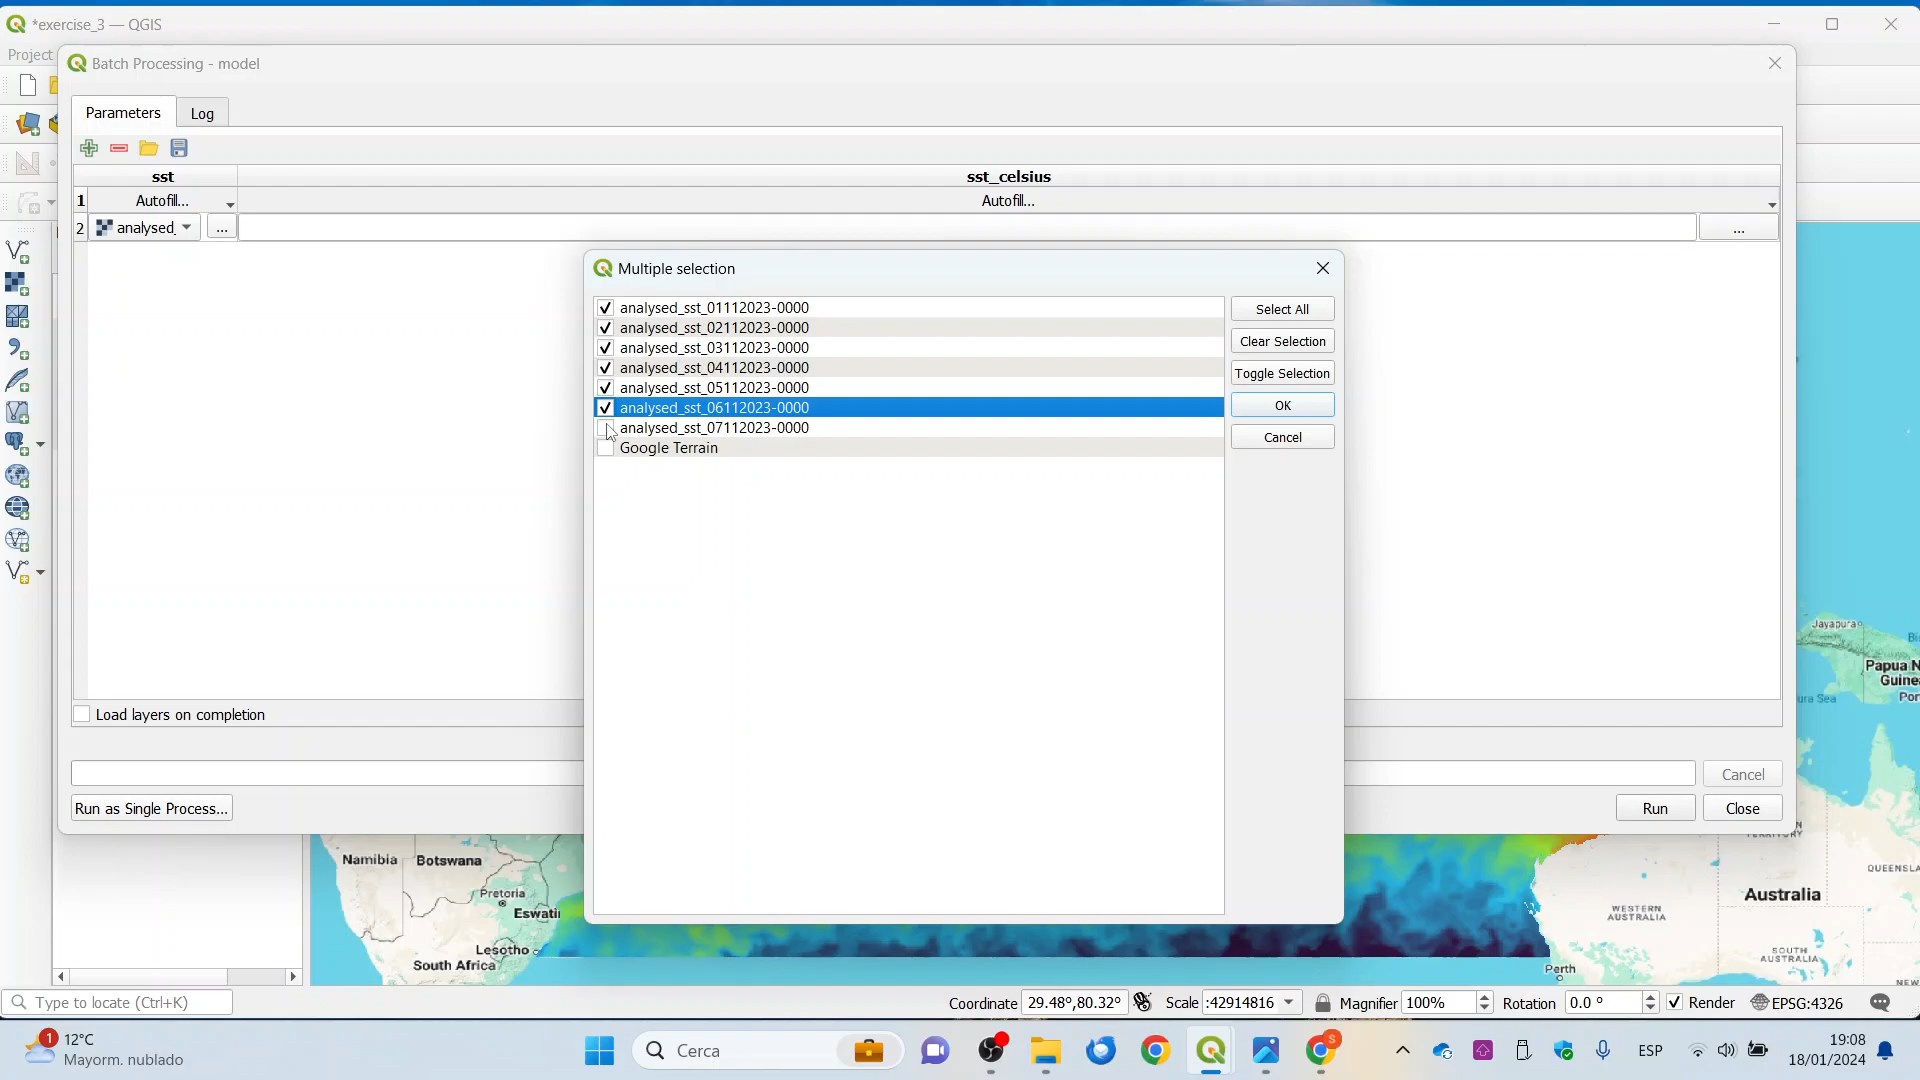 *exercise_3 — QGIS
Project
Batch Processing - model
Parameters
Log
sst
sst_celsius
1
Autofill...
Autofill...
2
analysed_
...
...
Multiple selection
analysed_sst_01112023-0000
analysed_sst_02112023-0000
analysed_sst_03112023-0000
analysed_sst_04112023-0000
analysed_sst_05112023-0000
analysed_sst_06112023-0000
analysed_sst_07112023-0000
Google Terrain
Select All
Clear Selection
Toggle Selection
OK
Cancel
Load layers on completion
Cancel
Run as Single Process...
Run
Close
Jayapura
Papua N
Guine
Por
ura Sea
Namibia
Botswana
Pretoria
Eswati
Lesotho
South Africa
QUEENSLA
Australia
WESTERN
AUSTRALIA
SOUTH
AUSTRALIA
NEW
Perth
Type to locate (Ctrl+K)
Coordinate
29.48°,80.32°
Scale
:42914816
Magnifier
100%
Rotation
0.0 °
Render
EPSG:4326
1
12°C
Mayorm. nublado
Cerca
S
ESP
19:08
18/01/2024